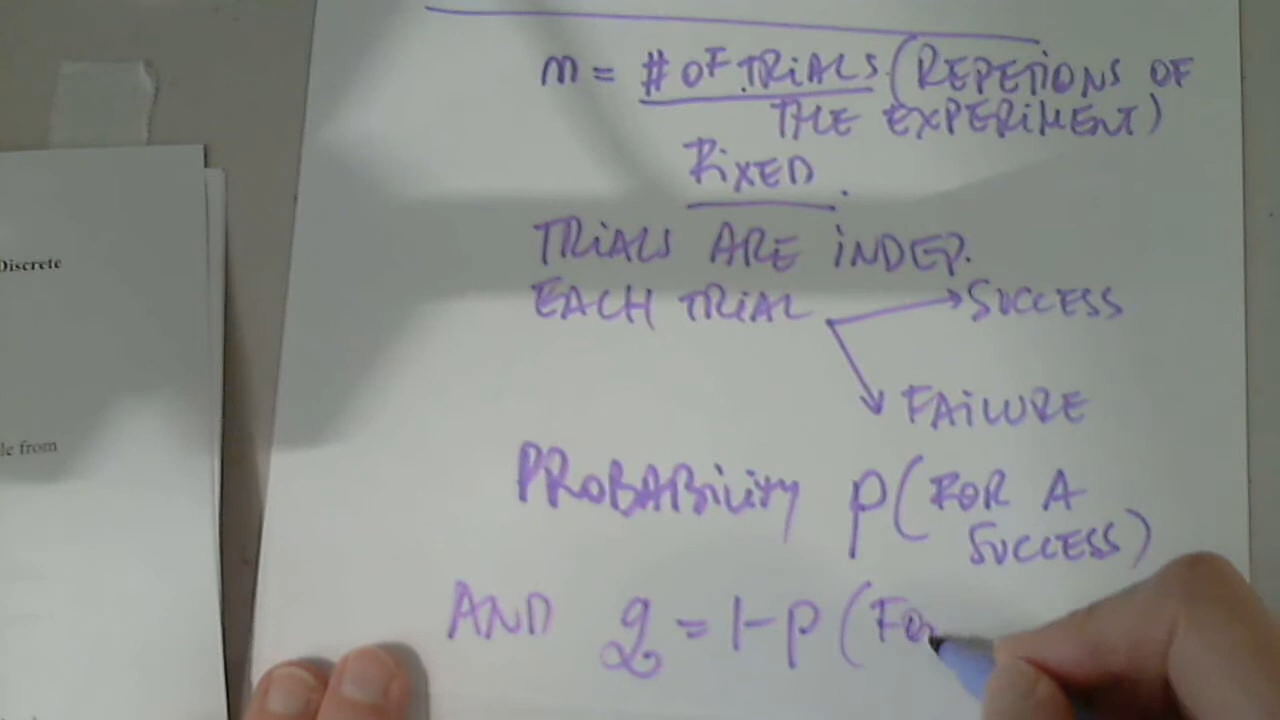 n = # OF TRIALS (REPETIONS OF
THE EXPERIMENT)
FIXED.
TRIALS ARE INDEP.
EACH TRIAL → SUCCESS
FAILURE
PROBABILITY p (FOR A
SUCCESS)
AND q = 1-p (FOR
Discrete
le from